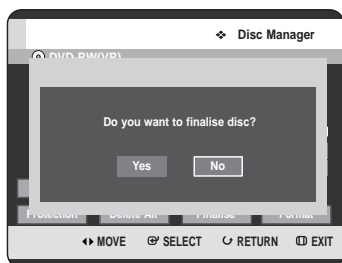 ❖ Disc Manager
DVD-RW(VR)
Do you want to finalise disc?
Yes No
Protection Delete All Finalise Format
MOVE SELECT RETURN EXIT